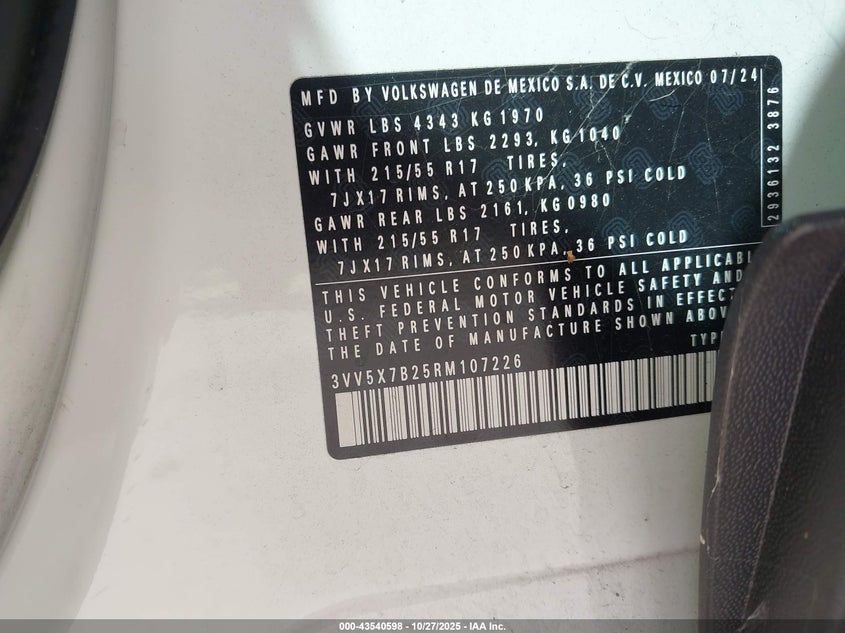 MFD BY VOLKSWAGEN DE MEXICO S.A. DE C.V. MEXICO 07/24
GVWR LBS 4343 KG 1970
GAWR FRONT LBS 2293, KG 1040
WITH 215/55 R17 TIRES,
7JX17 RIMS, AT 250 KPA, 36 PSI COLD
GAWR REAR LBS 2161, KG 0980
WITH 215/55 R17 TIRES,
7JX17 RIMS, AT 250 KPA, 36 PSI COLD
2936132 3876
THIS VEHICLE CONFORMS TO ALL APPLICABL
U.S. FEDERAL MOTOR VEHICLE SAFETY AND
THEFT PREVENTION STANDARDS IN EFFECT
THE DATE OF MANUFACTURE SHOWN ABOV
TYPE
3VV5X7B25RM107226
000-43540598 - 10/27/2025 - IAA Inc.